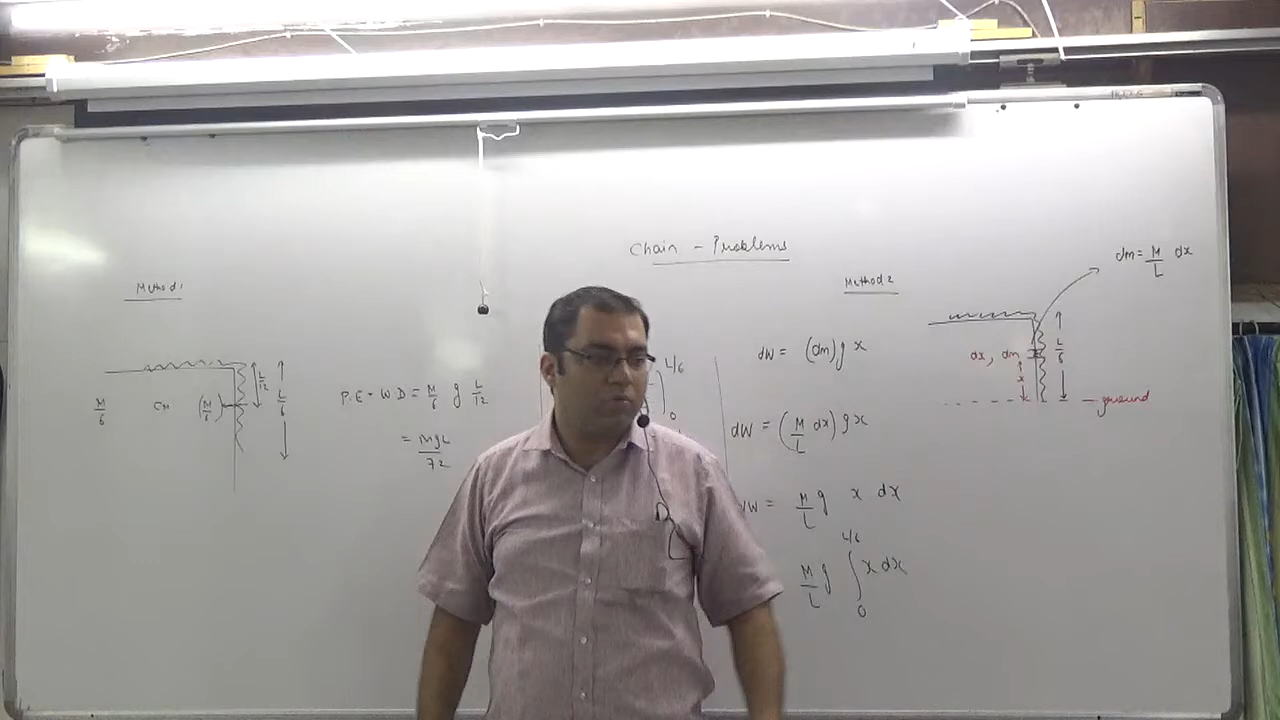 Chain - Problems
Method 1
L/12
L/6
M/6
CM
(M/6)
P.E = W.D = M/6 g L/12
= MgL/72
L/6
0
Method 2
dW = (dm) g x
dW = (M/L dx) g x
W = M/L g x dx
M/L g ∫ x dx
L/6
0
dm = M/L dx
dx, dm
L/6
x
ground